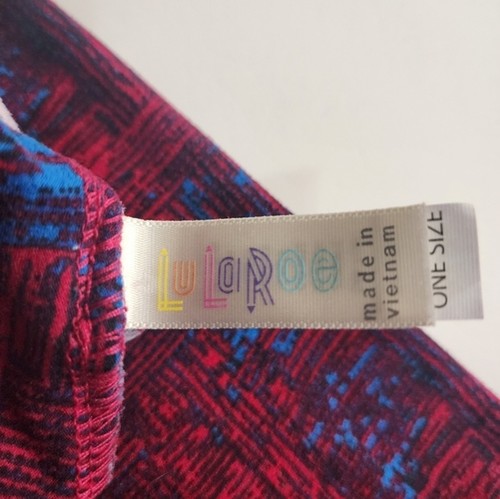 LuLaRoe
made in
vietnam
ONE SIZE